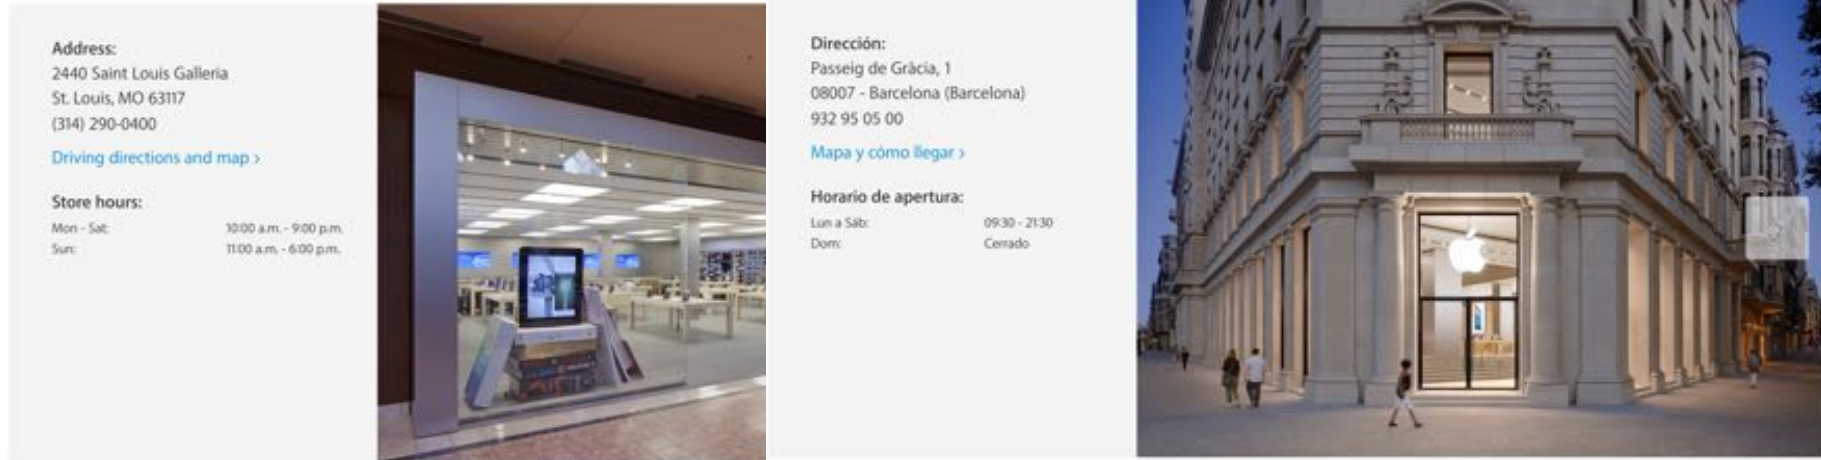 Address:
2440 Saint Louis Galleria
St. Louis, MO 63117
(314) 290-0400
Driving directions and map ›
Store hours:
Mon - Sat: 10:00 a.m. - 9:00 p.m.
Sun: 11:00 a.m. - 6:00 p.m.
Dirección:
Passeig de Gràcia, 1
08007 - Barcelona (Barcelona)
932 95 05 00
Mapa y cómo llegar ›
Horario de apertura:
Lun a Sáb: 09:30 - 21:30
Dom: Cerrado